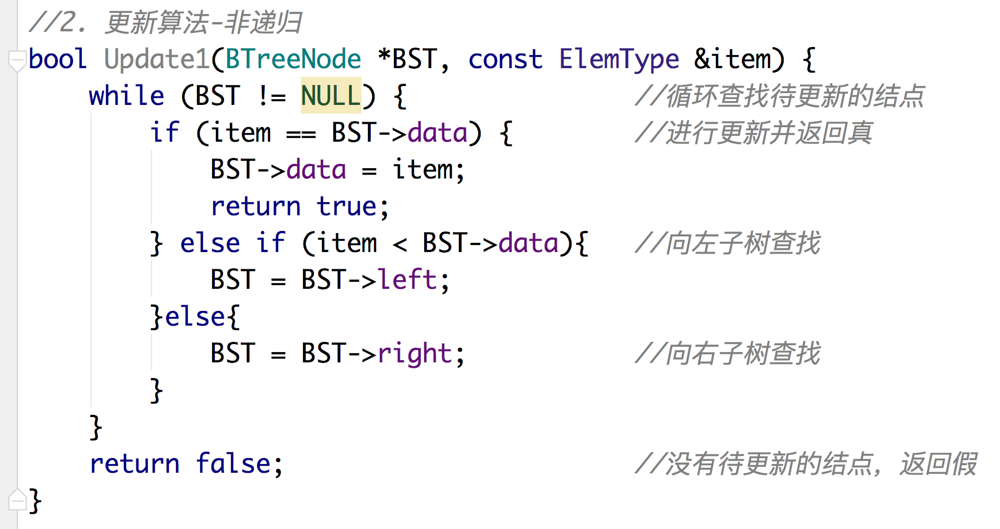 //2. 更新算法-非递归
bool Update1(BTreeNode *BST, const ElemType &item) {
    while (BST != NULL) {               //循环查找待更新的结点
        if (item == BST->data) {        //进行更新并返回真
            BST->data = item;
            return true;
        } else if (item < BST->data){   //向左子树查找
            BST = BST->left;
        }else{
            BST = BST->right;           //向右子树查找
        }
    }
    return false;                       //没有待更新的结点，返回假
}